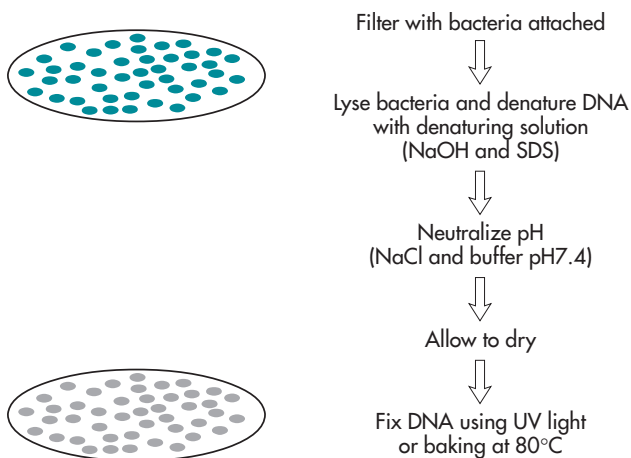 Filter with bacteria attached
Lyse bacteria and denature DNA
with denaturing solution
(NaOH and SDS)
Neutralize pH
(NaCl and buffer pH7.4)
Allow to dry
Fix DNA using UV light
or baking at 80°C